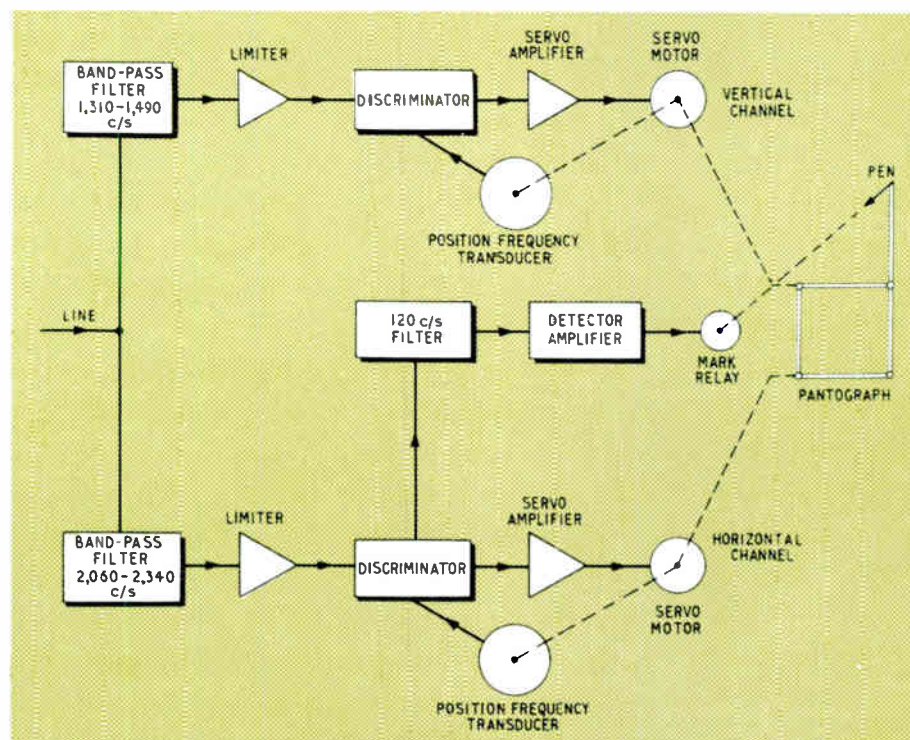 LIMITER
SERVO
AMPLIFIER
SERVO
MOTOR
BAND-PASS
FILTER
1,310-1,490
c/s
DISCRIMINATOR
VERTICAL
CHANNEL
PEN
POSITION FREQUENCY
TRANSDUCER
LINE
120 c/s
FILTER
DETECTOR
AMPLIFIER
MARK
RELAY
PANTOGRAPH
LIMITER
SERVO
AMPLIFIER
HORIZONTAL
CHANNEL
BAND-PASS
FILTER
2,060-2,340
c/s
DISCRIMINATOR
SERVO
MOTOR
POSITION FREQUENCY
TRANSDUCER